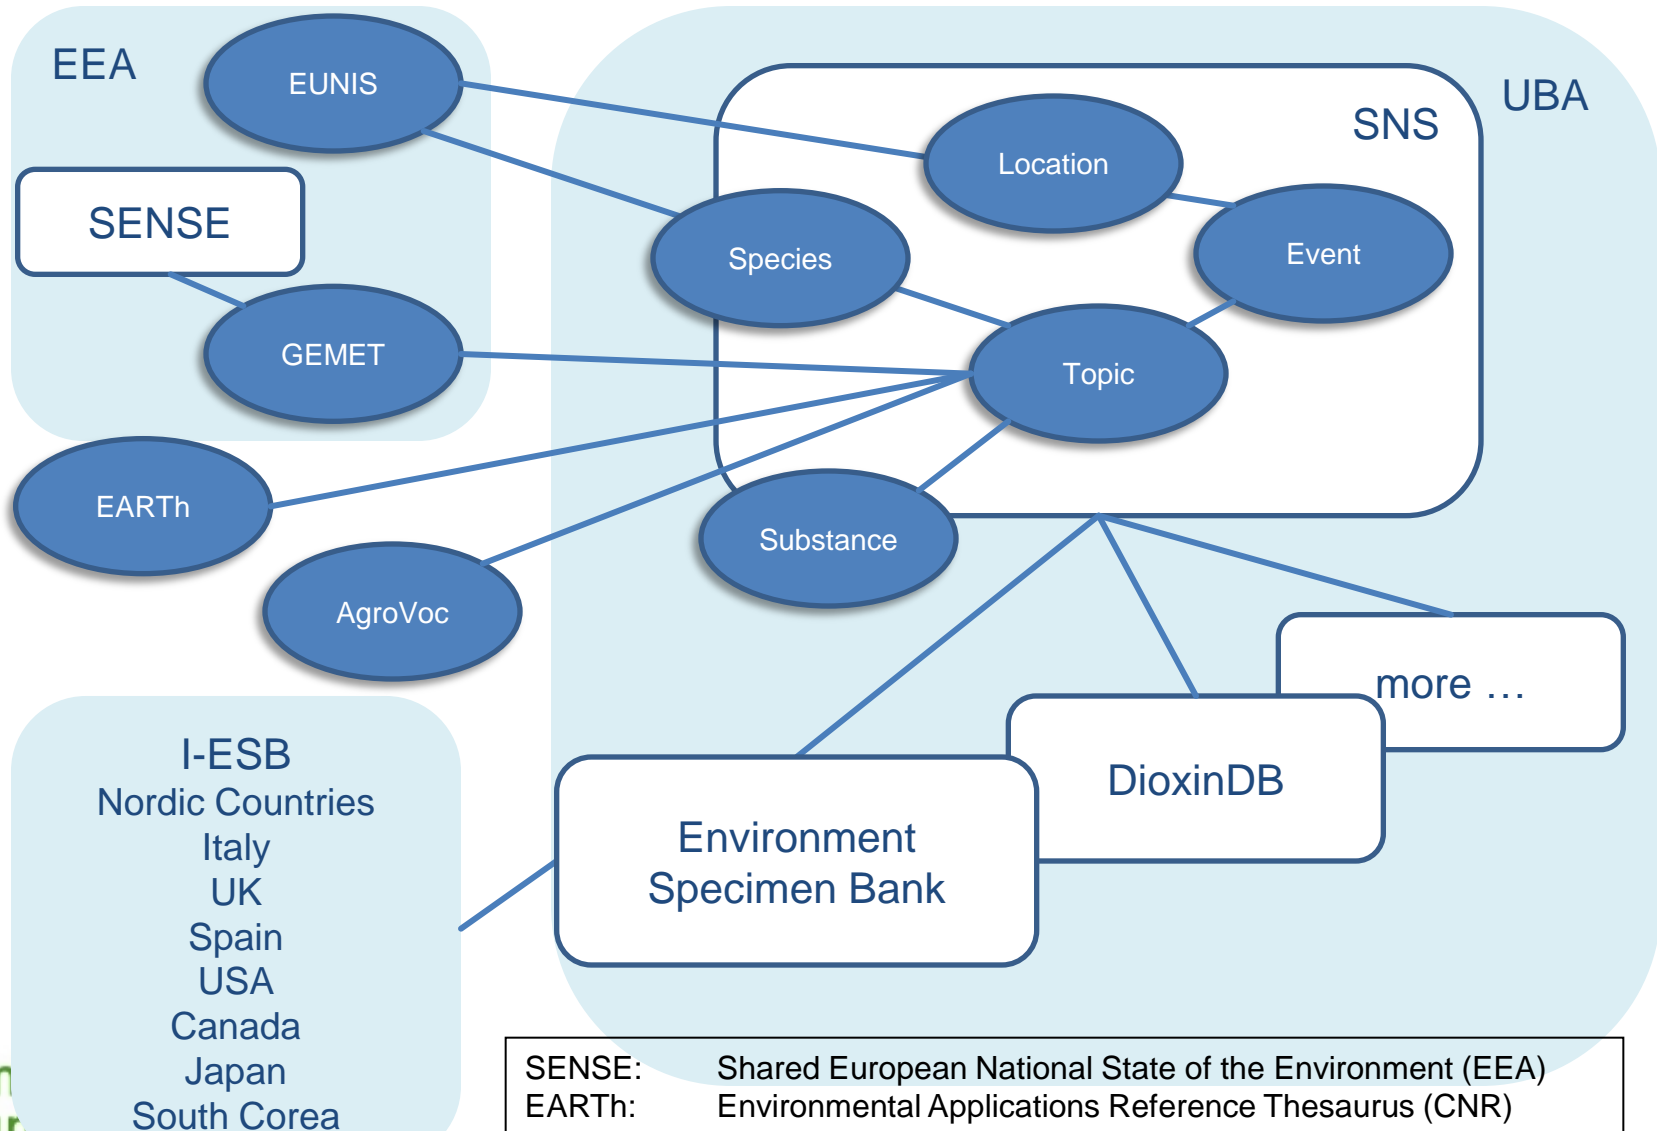 EEA
EUNIS
SENSE
GEMET
EARTh
AgroVoc
UBA
SNS
Location
Species
Event
Topic
Substance
more …
DioxinDB
Environment
Specimen Bank
I-ESB
Nordic Countries
Italy
UK
Spain
USA
Canada
Japan
South Corea
SENSE: Shared European National State of the Environment (EEA)
EARTh: Environmental Applications Reference Thesaurus (CNR)